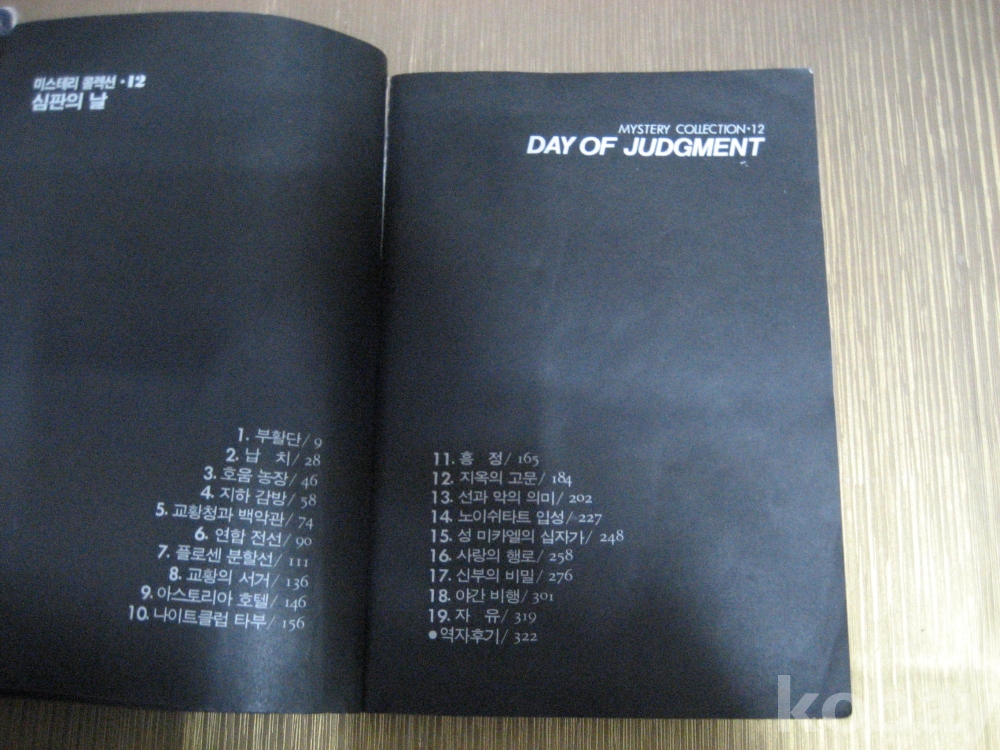 미스테리 콜렉션·12
심판의 날
1. 부활단/9
2. 납 치/28
3. 호움 농장/46
4. 지하 감방/58
5. 교황청과 백악관/74
6. 연합 전선/90
7. 플로센 분할선/111
8. 교황의 서거/136
9. 아스토리아 호텔/146
10. 나이트클럽 타부/156
MYSTERY COLLECTION·12
DAY OF JUDGMENT
11. 흥 정/165
12. 지옥의 고문/184
13. 선과 악의 의미/202
14. 노이쉬타트 입성/227
15. 성 미카엘의 십자가/248
16. 사랑의 행로/258
17. 신부의 비밀/276
18. 야간 비행/301
19. 자 유/319
●역자후기/322